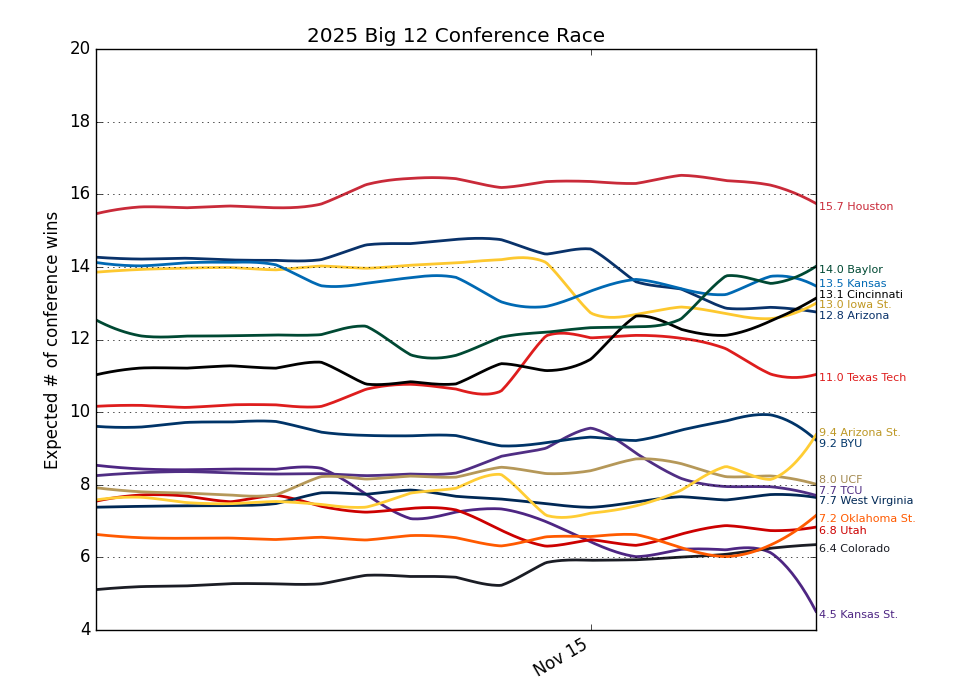 2025 Big 12 Conference Race
Expected # of conference wins
20
18
16
14
12
10
8
6
4
Nov 15
15.7 Houston
14.0 Baylor
13.5 Kansas
13.1 Cincinnati
13.0 Iowa St.
12.8 Arizona
11.0 Texas Tech
9.4 Arizona St.
9.2 BYU
8.0 UCF
7.7 TCU
7.7 West Virginia
7.2 Oklahoma St.
6.8 Utah
6.4 Colorado
4.5 Kansas St.